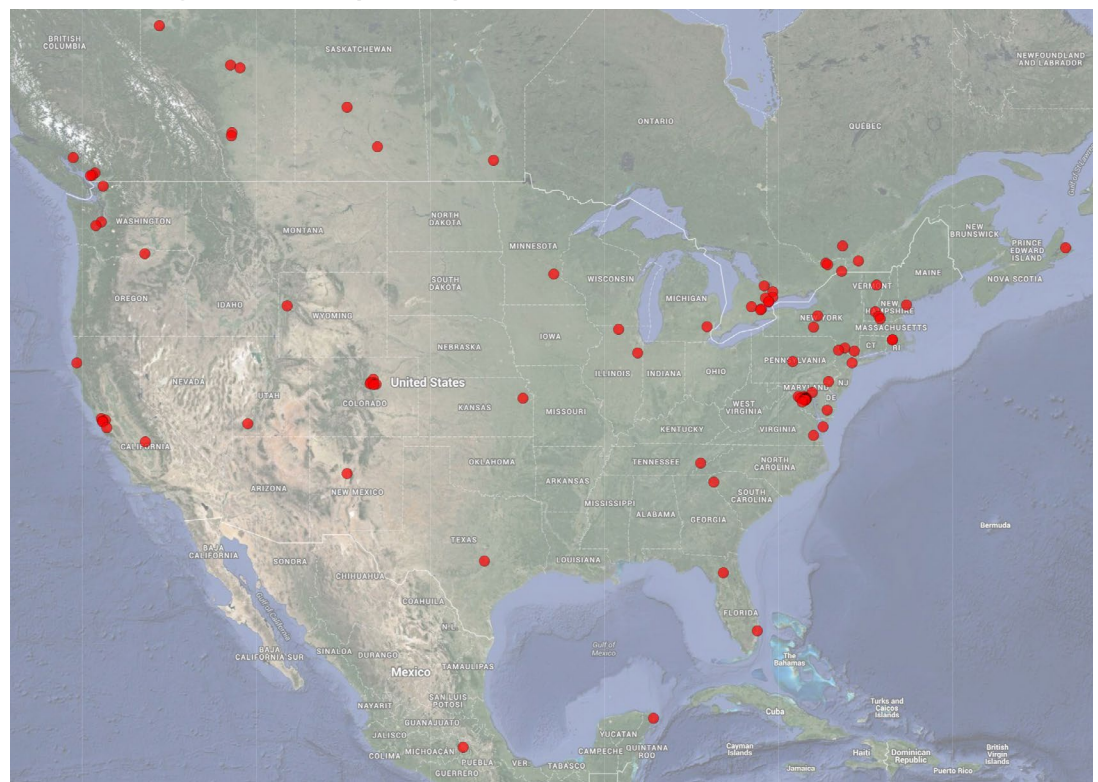 BRITISH
COLUMBIA
SASKATCHEWAN
NEWFOUNDLAND
AND LABRADOR
ONTARIO
QUEBEC
Gulf of
WASHINGTON
MONTANA
NORTH
DAKOTA
MINNESOTA
NEW
BRUNSWICK
PRINCE
EDWARD
ISLAND
NOVA SCOTIA
MAINE
VERMONT
SOUTH
DAKOTA
WISCONSIN
MICHIGAN
OREGON
IDAHO
WYOMING
NEW
HAMPSHIRE
NEW YORK
MASSACHUSETTS
CT
RI
IOWA
NEBRASKA
PENNSYLVANIA
ILLINOIS
INDIANA
OHIO
NEVADA
UTAH
United States
COLORADO
KANSAS
MISSOURI
MARYLAND
NJ
DE
WEST
VIRGINIA
KENTUCKY
VIRGINIA
CALIFORNIA
OKLAHOMA
TENNESSEE
NORTH
CAROLINA
ARIZONA
NEW MEXICO
ARKANSAS
SOUTH
CAROLINA
MISSISSIPPI
ALABAMA
GEORGIA
Bermuda
TEXAS
BAJA
CALIFORNIA
SONORA
CHIHUAHUA
LOUISIANA
Gulf of California
COAHUILA
FLORIDA
N.L.
BAJA
CALIFORNIA SUR
SINALOA
DURANGO
Gulf of
Mexico
The
Bahamas
Mexico
TAMAULIPAS
SAN LUIS
POTOSI
NAYARIT
GUANAJUATO
Cuba
Turks and
Caicos
Islands
JALISCO
COLIMA
MICHOACAN
PUEBLA
VER.
GUERRERO
TABASCO
YUCATAN
CAMPECHE
QUINTANA
ROO
Cayman
Islands
Jamaica
Haiti
Dominican
Republic
Puerto Rico
British
Virgin
Islands